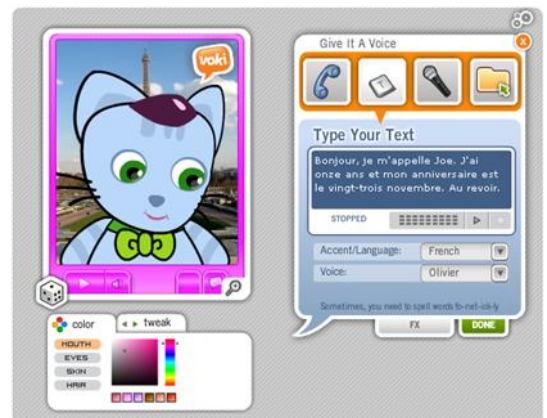 voki
Give It A Voice
Type Your Text
Bonjour, je m'appelle Joe. J'ai
onze ans et mon anniversaire est
le vingt-trois novembre. Au revoir.
STOPPED
Accent/Language: French
Voice: Olivier
Sometimes, you need to spell words fo-net-ick-ly
FX DONE
color tweak
MOUTH
EYES
SKIN
HAIR